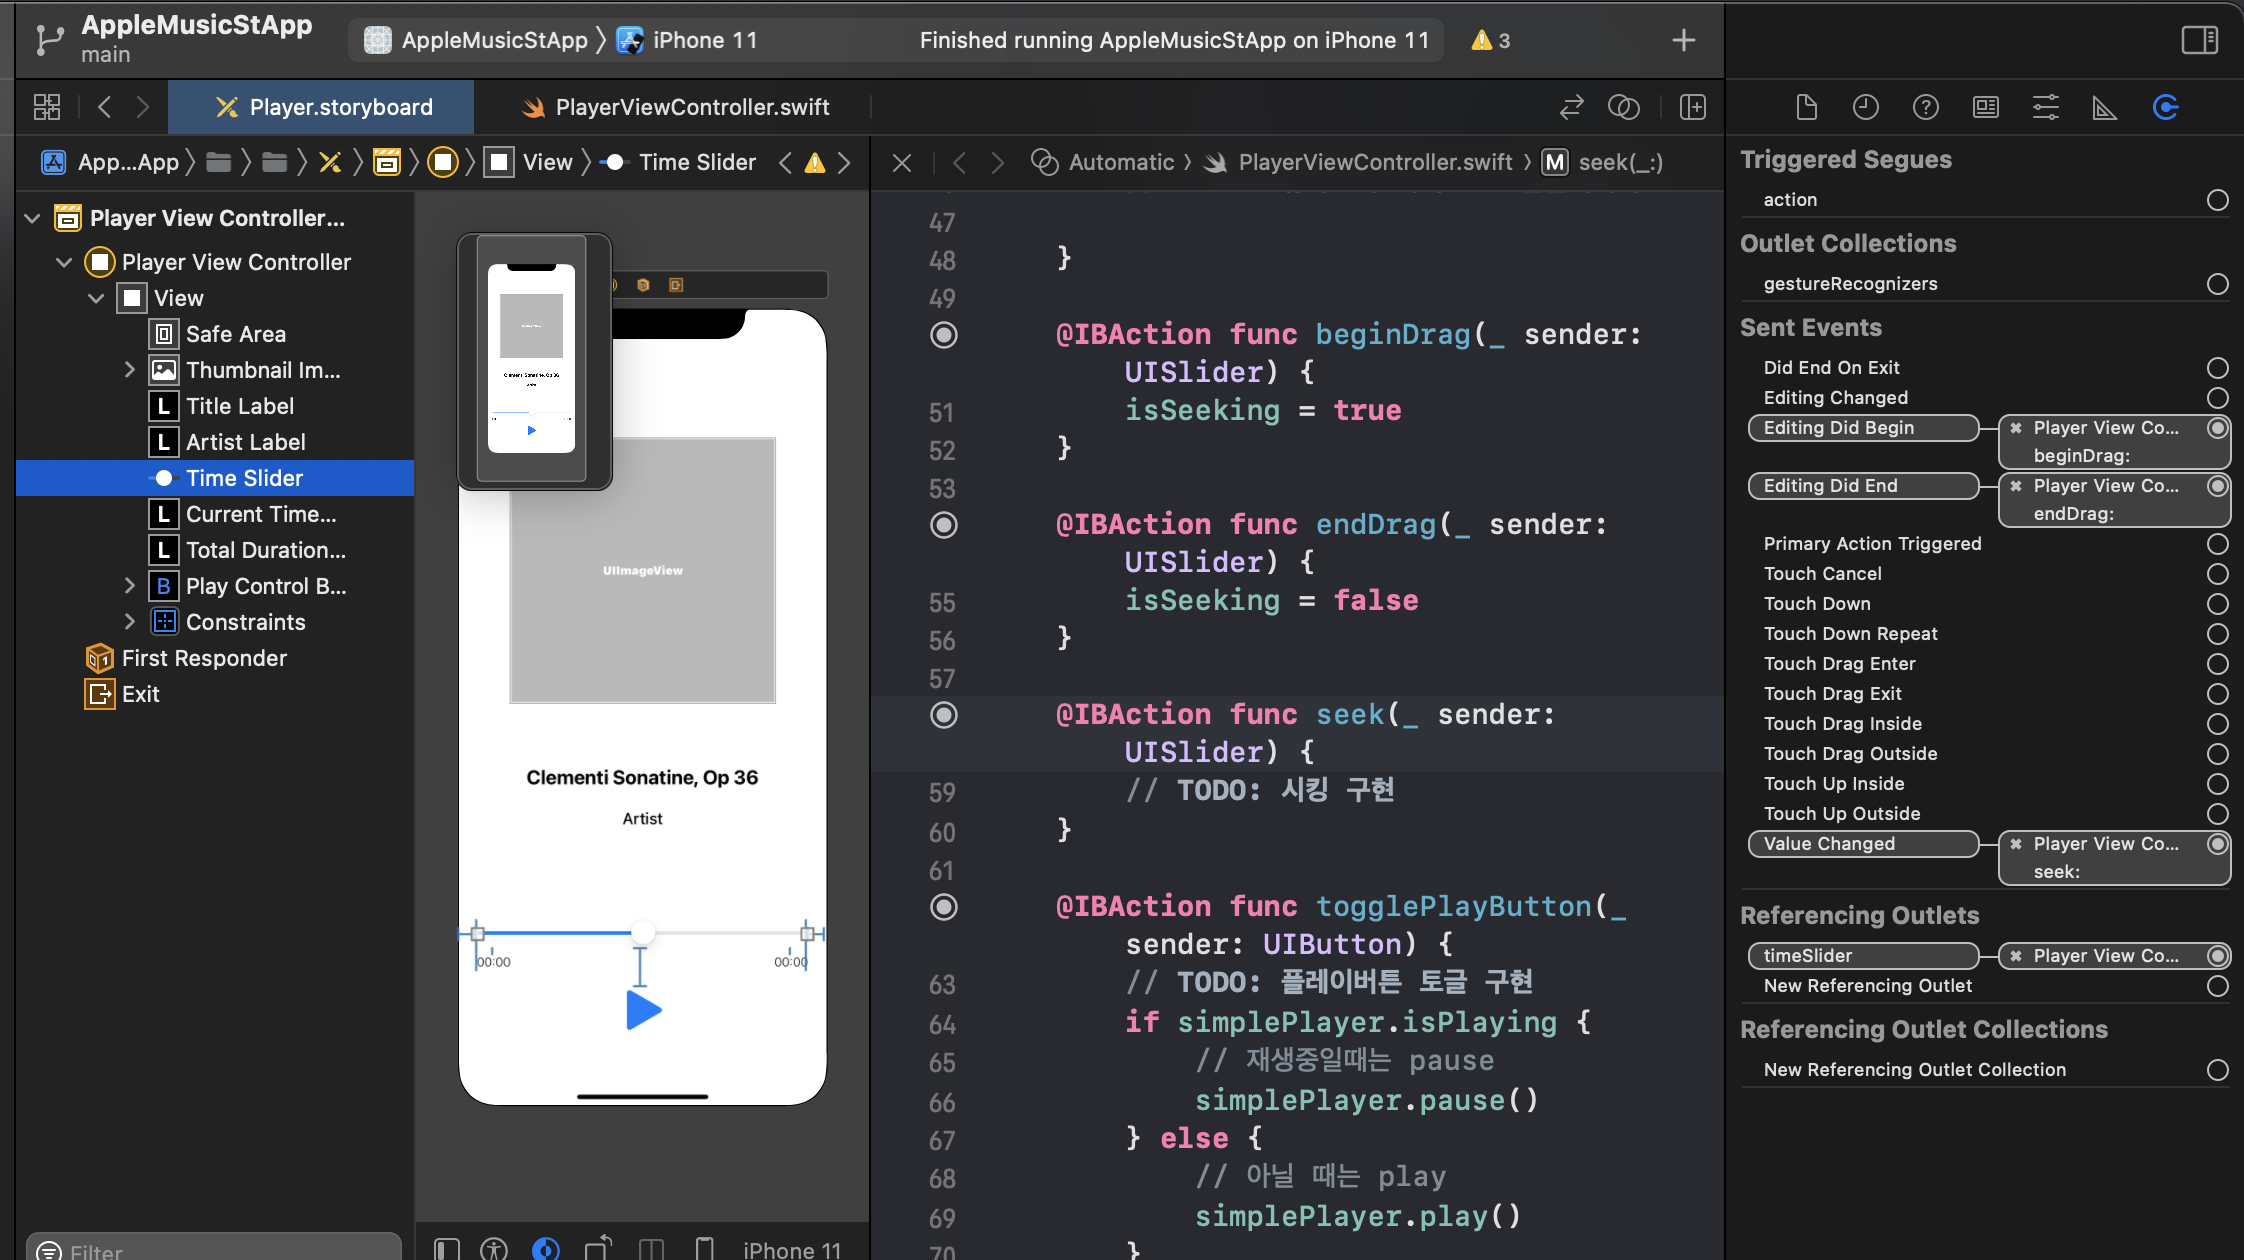 AppleMusicStApp
main
AppleMusicStApp
iPhone 11
Finished running AppleMusicStApp on iPhone 11
3
Player.storyboard
PlayerViewController.swift
App...App
View
Time Slider
Automatic
PlayerViewController.swift
M
seek(_:)
Player View Controller...
Player View Controller
View
Safe Area
Thumbnail Im...
L Title Label
L Artist Label
Time Slider
L Current Time...
L Total Duration...
B Play Control B...
Constraints
First Responder
Exit
Filter
Clementi Sonatine, Op 36
UIImageView
Clementi Sonatine, Op 36
Artist
00:00
00:00
iPhone 11
47
48 }
49
@IBAction func beginDrag(_ sender:
UISlider) {
51 isSeeking = true
52 }
53
@IBAction func endDrag(_ sender:
UISlider) {
55 isSeeking = false
56 }
57
@IBAction func seek(_ sender:
UISlider) {
59 // TODO: 시킹 구현
60 }
61
@IBAction func togglePlayButton(_
sender: UIButton) {
63 // TODO: 플레이버튼 토글 구현
64 if simplePlayer.isPlaying {
65 // 재생중일때는 pause
66 simplePlayer.pause()
67 } else {
68 // 아닐 때는 play
69 simplePlayer.play()
70 }
Triggered Segues
action
Outlet Collections
gestureRecognizers
Sent Events
Did End On Exit
Editing Changed
Editing Did Begin
Player View Co...
beginDrag:
Editing Did End
Player View Co...
endDrag:
Primary Action Triggered
Touch Cancel
Touch Down
Touch Down Repeat
Touch Drag Enter
Touch Drag Exit
Touch Drag Inside
Touch Drag Outside
Touch Up Inside
Touch Up Outside
Value Changed
Player View Co...
seek:
Referencing Outlets
timeSlider
Player View Co...
New Referencing Outlet
Referencing Outlet Collections
New Referencing Outlet Collection